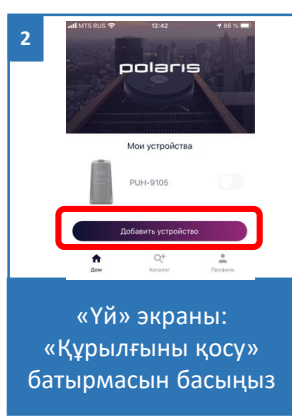 2
MTS RUS 12:42 88 %
polaris
Мои устройства
PUH-9105
Добавить устройство
Дом Каталог Профиль
«Үй» экраны:
«Құрылғыны қосу»
батырмасын басыңыз